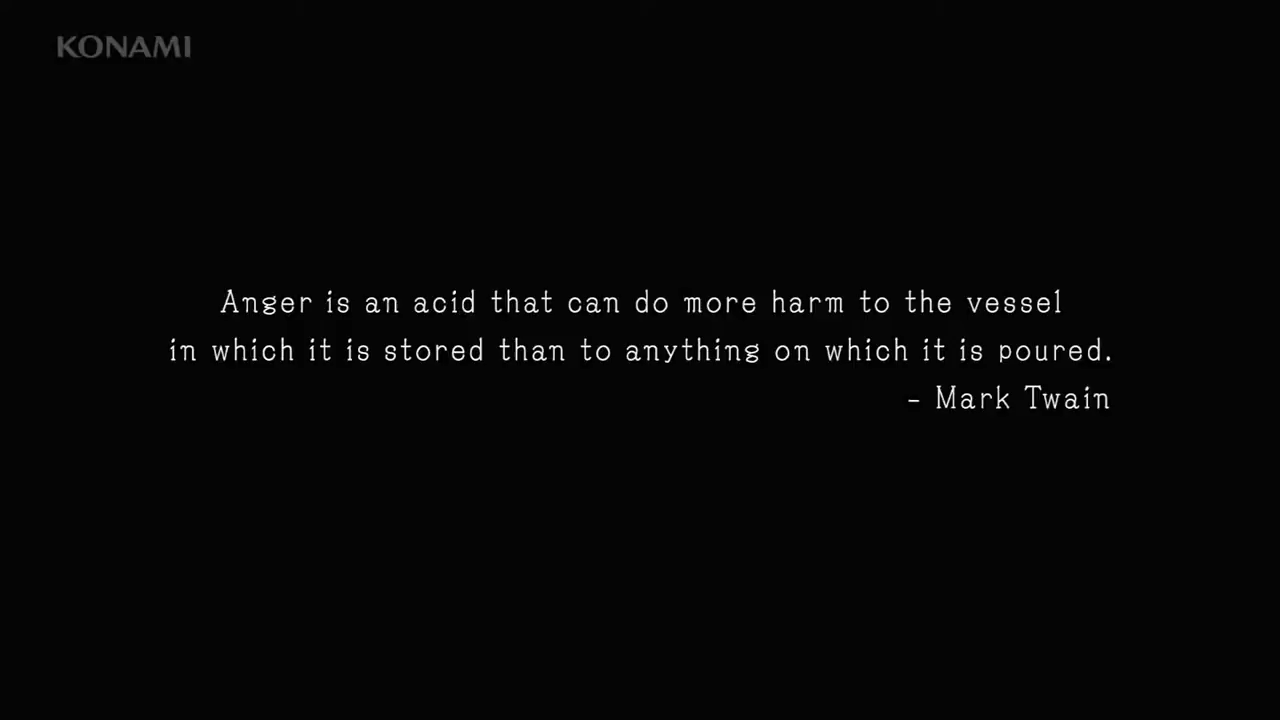 KONAMI
Anger is an acid that can do more harm to the vessel
in which it is stored than to anything on which it is poured.
- Mark Twain